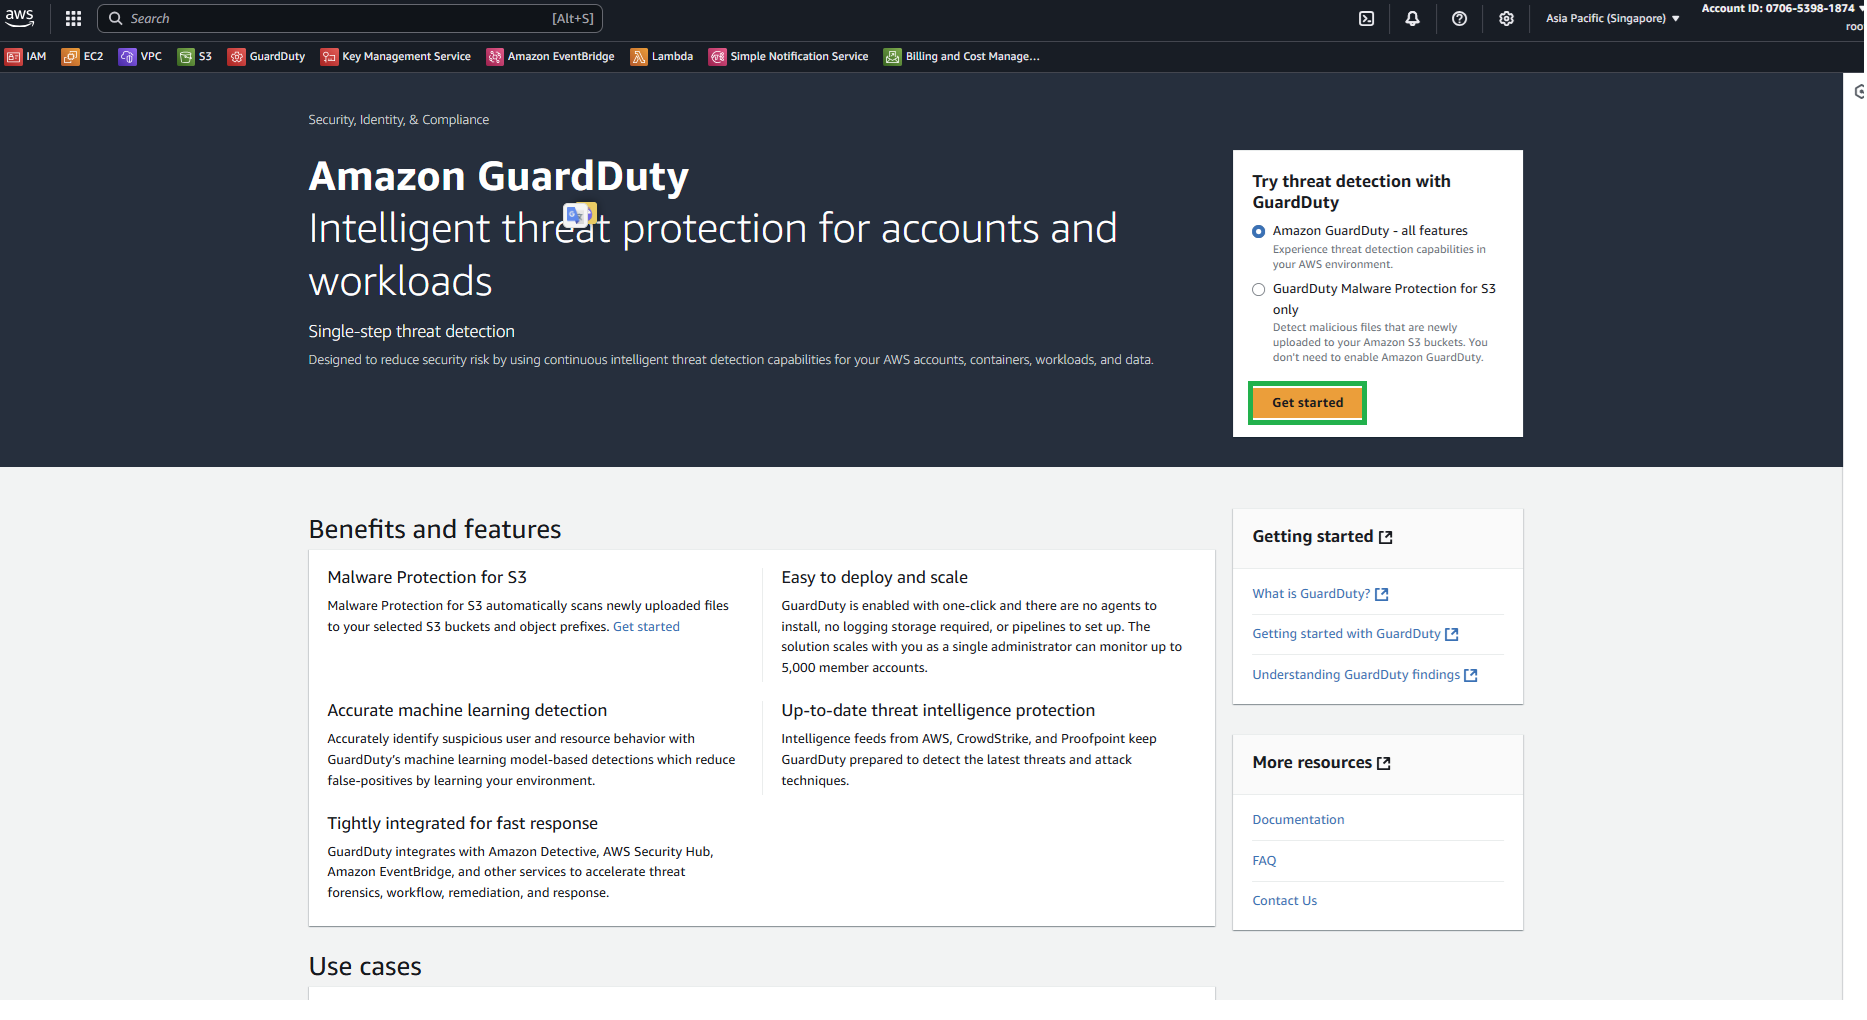 aws
Search
[Alt+S]
Asia Pacific (Singapore)
Account ID: 0706-5398-1874
IAM
EC2
VPC
S3
GuardDuty
Key Management Service
Amazon EventBridge
Lambda
Simple Notification Service
Billing and Cost Manage...
Security, Identity, & Compliance
Amazon GuardDuty
Intelligent threat protection for accounts and
workloads
Single-step threat detection
Designed to reduce security risk by using continuous intelligent threat detection capabilities for your AWS accounts, containers, workloads, and data.
Try threat detection with
GuardDuty
Amazon GuardDuty - all features
Experience threat detection capabilities in
your AWS environment.
GuardDuty Malware Protection for S3
only
Detect malicious files that are newly
uploaded to your Amazon S3 buckets. You
don't need to enable Amazon GuardDuty.
Get started
Benefits and features
Malware Protection for S3
Malware Protection for S3 automatically scans newly uploaded files
to your selected S3 buckets and object prefixes. Get started
Easy to deploy and scale
GuardDuty is enabled with one-click and there are no agents to
install, no logging storage required, or pipelines to set up. The
solution scales with you as a single administrator can monitor up to
5,000 member accounts.
Accurate machine learning detection
Accurately identify suspicious user and resource behavior with
GuardDuty's machine learning model-based detections which reduce
false-positives by learning your environment.
Up-to-date threat intelligence protection
Intelligence feeds from AWS, CrowdStrike, and Proofpoint keep
GuardDuty prepared to detect the latest threats and attack
techniques.
Tightly integrated for fast response
GuardDuty integrates with Amazon Detective, AWS Security Hub,
Amazon EventBridge, and other services to accelerate threat
forensics, workflow, remediation, and response.
Getting started
What is GuardDuty?
Getting started with GuardDuty
Understanding GuardDuty findings
More resources
Documentation
FAQ
Contact Us
Use cases